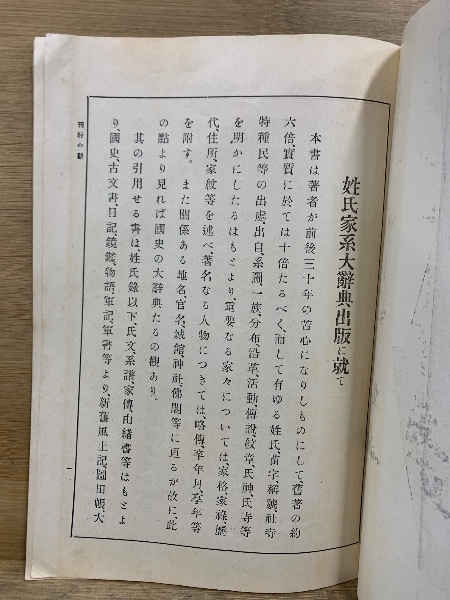 姓氏家系大辭典出版に就て
本書は著者が前後三十年の苦心になりしものにして、舊著の約
六倍、實質に於ては十倍たるべく、而して有ゆる姓氏、苗字、稱號、社寺
特種民等の出處、出自、系圖、一族、分布、沿革、活動、傳說、紋章、氏神、氏寺等
を明かにしたるはもとより、重要なる家々については、家格、家祿、歷
代、住所、家紋等を述べ、著名なる人物につきては、略傳、卒年月、享年等
を附す。また關係ある地名、官名、城館、神社、佛閣等に亘るが故に、此
の點より見れば國史の大辭典たるの觀あり。
其の引用せる書は、姓氏錄以下氏文、系譜、家傳、由緖書等はもとよ
り、國史、古文書、日記、鏡鑑、物語、軍記、軍書等より、新舊風土記、圖田帳、大
一